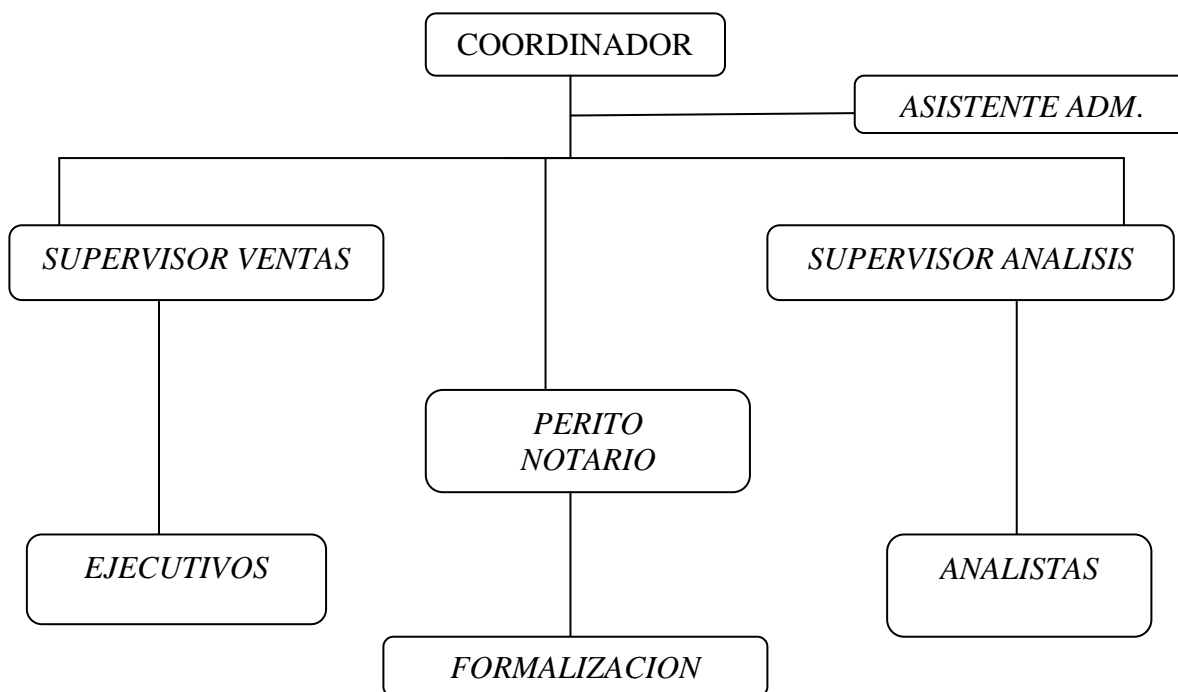 COORDINADOR
ASISTENTE ADM.
SUPERVISOR VENTAS
SUPERVISOR ANALISIS
PERITO
NOTARIO
EJECUTIVOS
ANALISTAS
FORMALIZACION